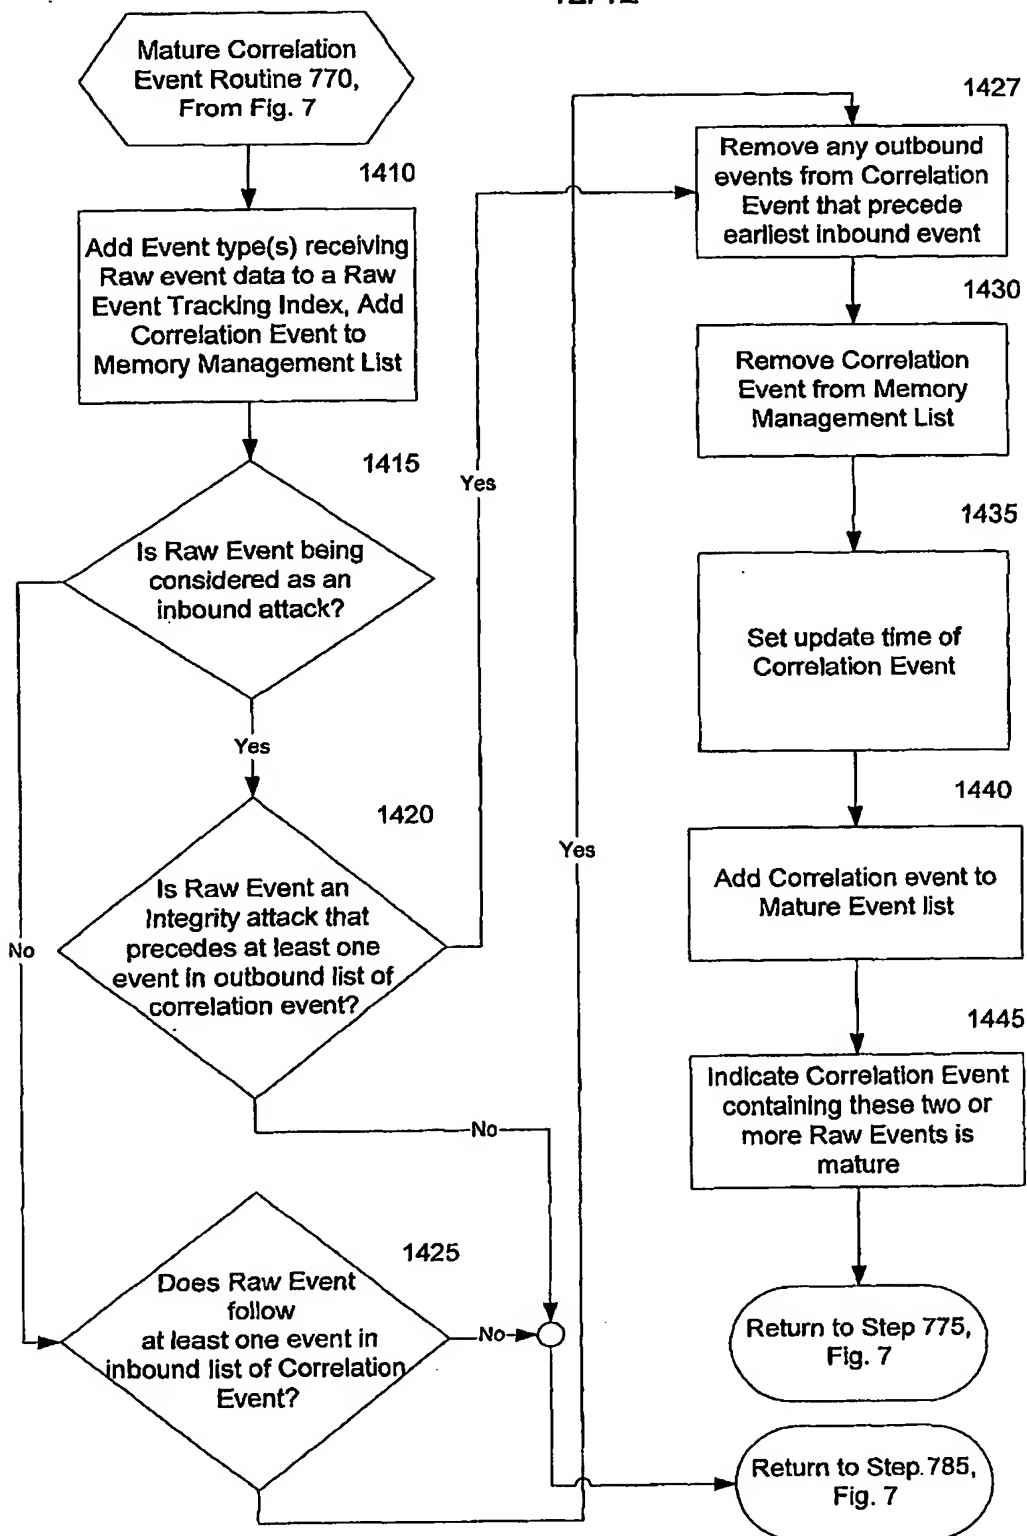 Mature Correlation
Event Routine 770,
From Fig. 7
1410
Add Event type(s) receiving
Raw event data to a Raw
Event Tracking Index, Add
Correlation Event to
Memory Management List
1415
Is Raw Event being
considered as an
inbound attack?
Yes
No
1420
Is Raw Event an
Integrity attack that
precedes at least one
event in outbound list of
correlation event?
Yes
No
1425
Does Raw Event
follow
at least one event in
inbound list of Correlation
Event?
No
Yes
1427
Remove any outbound
events from Correlation
Event that precede
earliest inbound event
1430
Remove Correlation
Event from Memory
Management List
1435
Set update time of
Correlation Event
1440
Add Correlation event to
Mature Event list
1445
Indicate Correlation Event
containing these two or
more Raw Events is
mature
Return to Step 775,
Fig. 7
Return to Step 785,
Fig. 7